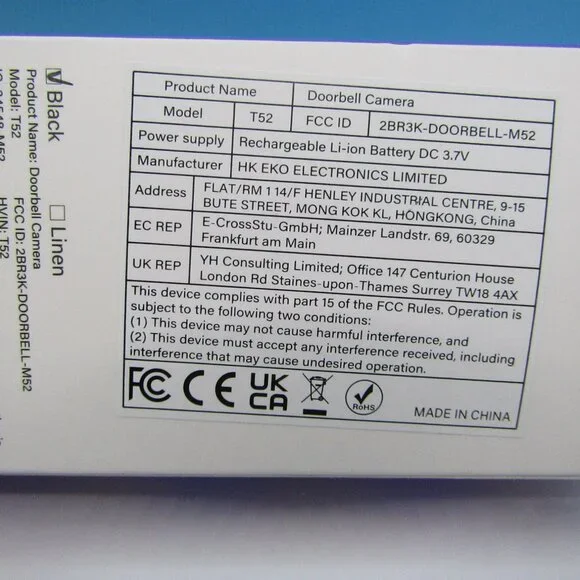 Product Name Doorbell Camera
Model T52 FCC ID 2BR3K-DOORBELL-M52
Power supply Rechargeable Li-ion Battery DC 3.7V
Manufacturer HK EKO ELECTRONICS LIMITED
Address FLAT/RM 1 14/F HENLEY INDUSTRIAL CENTRE, 9-15
BUTE STREET, MONG KOK KL, HONGKONG, China
EC REP E-CrossStu-GmbH; Mainzer Landstr. 69, 60329
Frankfurt am Main
UK REP YH Consulting Limited; Office 147 Centurion House
London Rd Staines-upon-Thames Surrey TW18 4AX
This device complies with part 15 of the FCC Rules. Operation is
subject to the following two conditions:
(1) This device may not cause harmful interference, and
(2) This device must accept any interference received, including
interference that may cause undesired operation.
FCC CE UK
CA RoHS MADE IN CHINA
Black Linen
Product Name: Doorbell Camera
Model: T52 FCC ID: 2BR3K-DOORBELL-M52
HVIN: T52